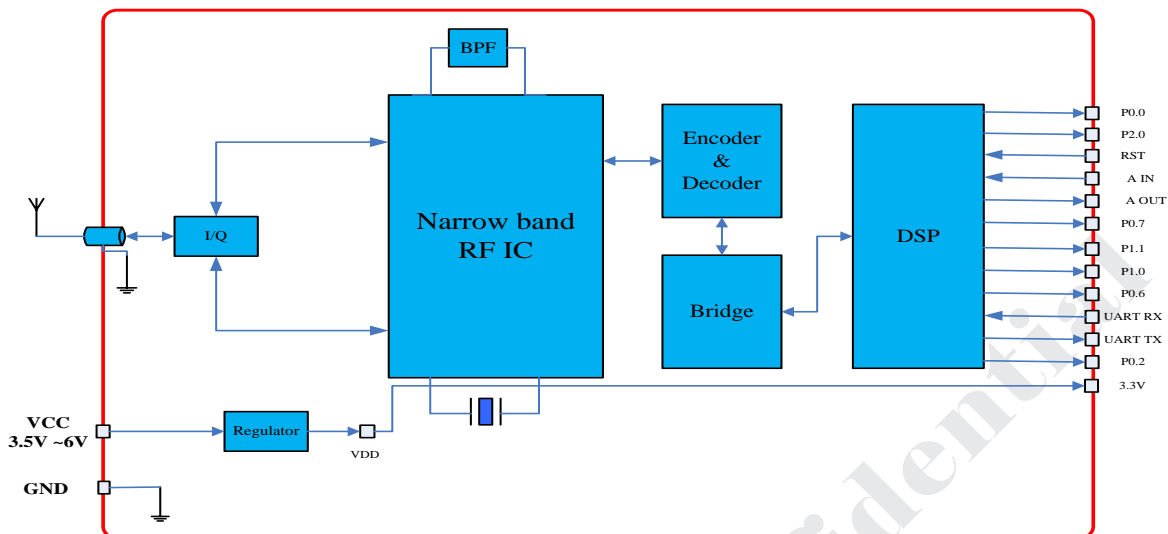 BPF
Encoder
&
Decoder
Narrow band
RF IC
I/Q
Bridge
DSP
P0.0
P2.0
RST
A IN
A OUT
P0.7
P1.1
P1.0
P0.6
UART RX
UART TX
P0.2
3.3V
VCC
3.5V ~6V
Regulator
VDD
GND
fidential